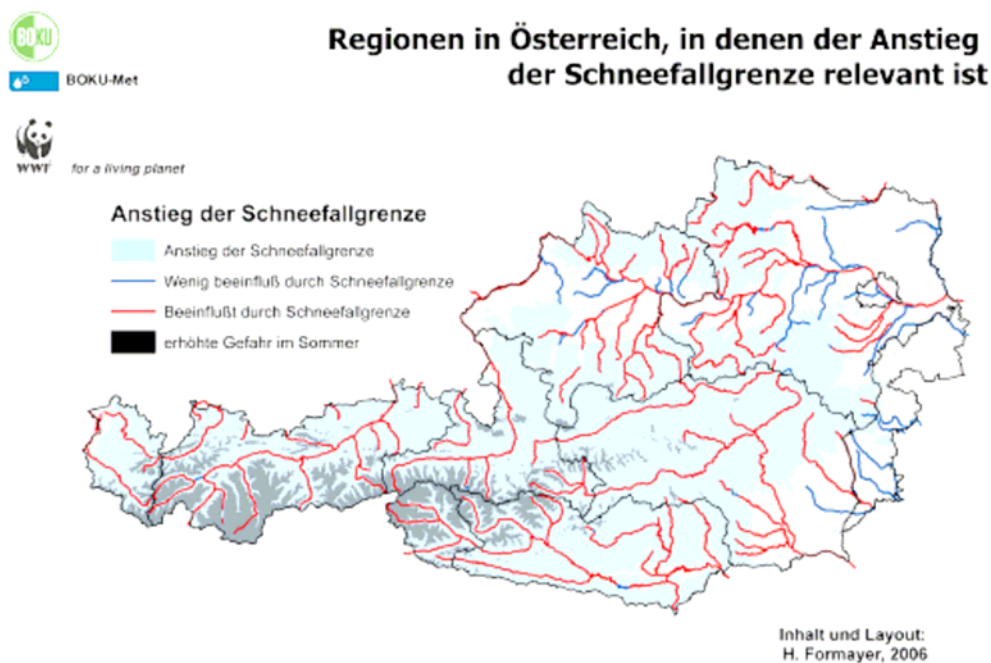 BOKU
BOKU-Met
Regionen in Österreich, in denen der Anstieg
der Schneefallgrenze relevant ist
WWF
for a living planet
Anstieg der Schneefallgrenze
Anstieg der Schneefallgrenze
Wenig beeinfluß durch Schneefallgrenze
Beeinflußt durch Schneefallgrenze
erhöhte Gefahr im Sommer
Inhalt und Layout:
H. Formayer, 2006